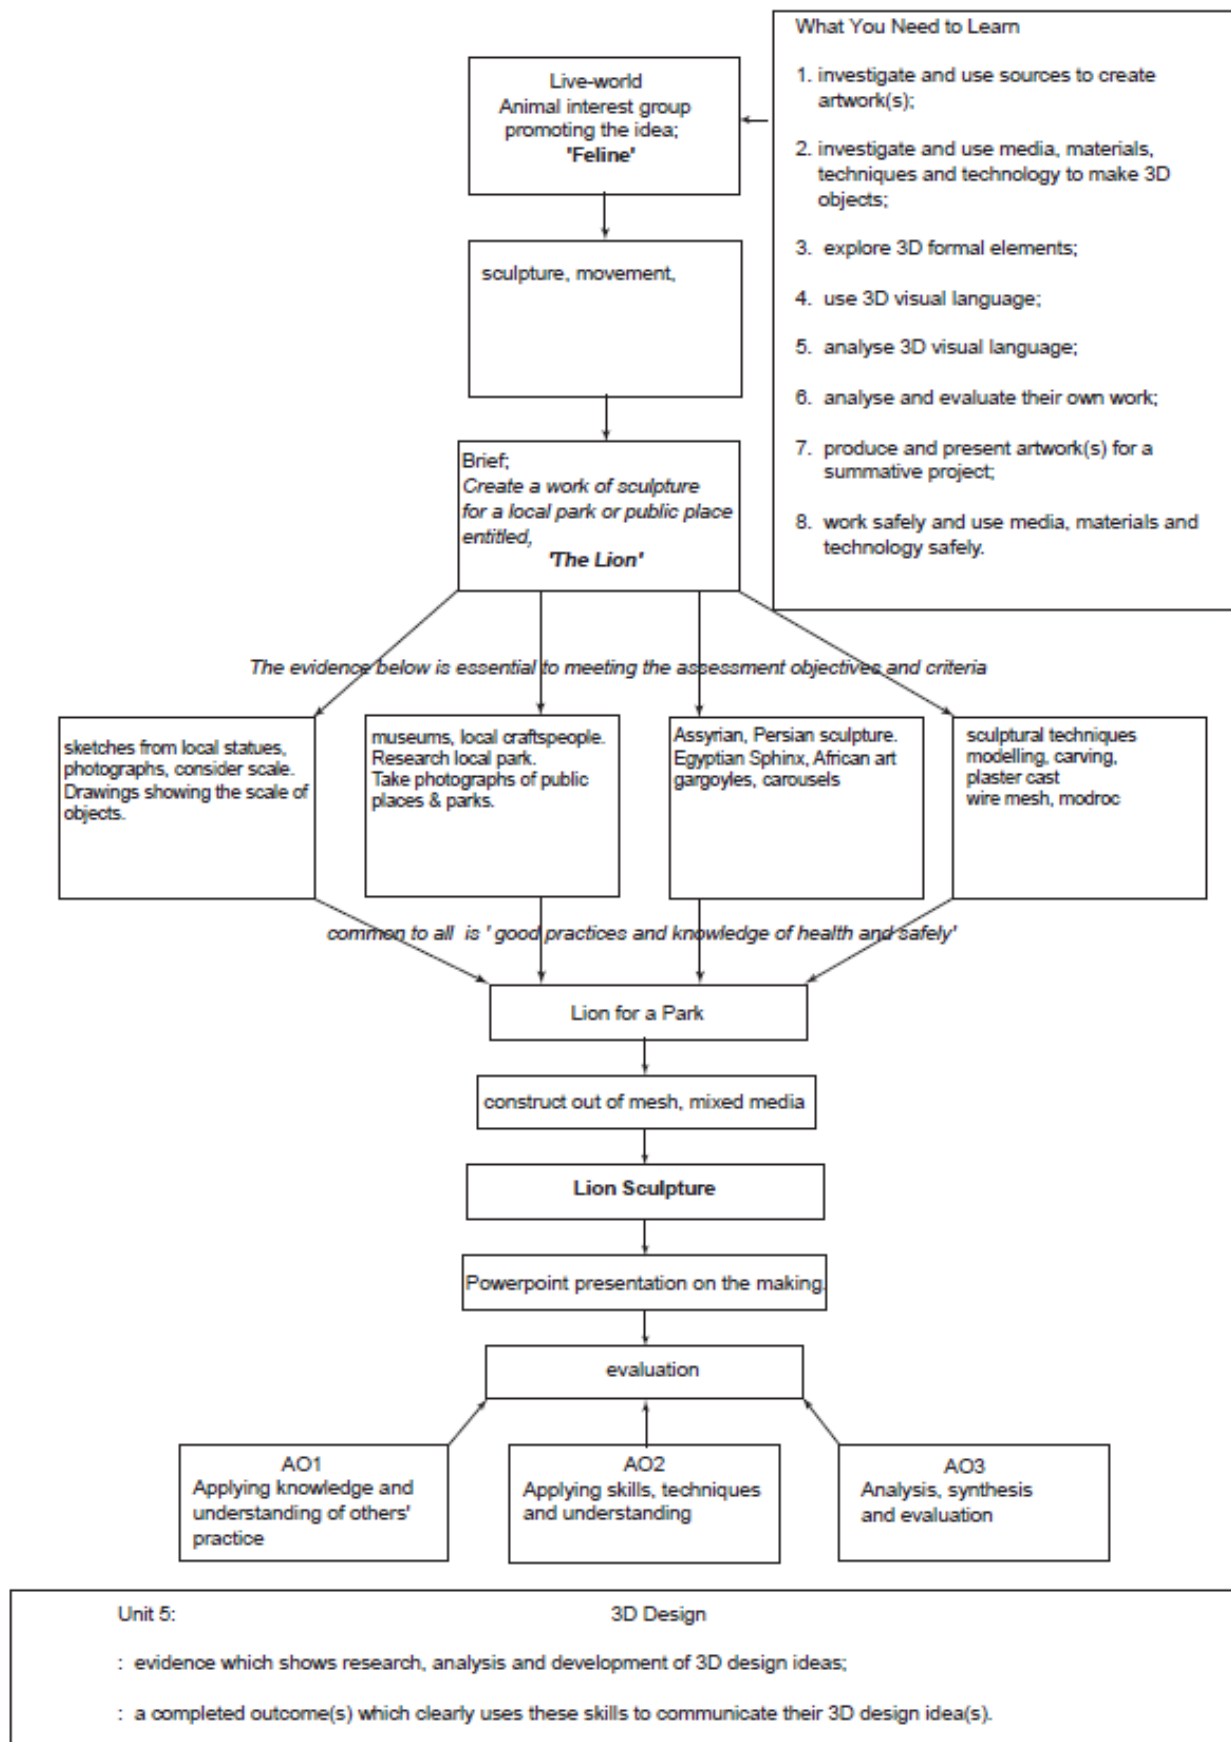 What You Need to Learn
1. investigate and use sources to create
artwork(s);
2. investigate and use media, materials,
techniques and technology to make 3D
objects;
3. explore 3D formal elements;
4. use 3D visual language;
5. analyse 3D visual language;
6. analyse and evaluate their own work;
7. produce and present artwork(s) for a
summative project;
8. work safely and use media, materials and
technology safely.
Live-world
Animal interest group
promoting the idea;
'Feline'
sculpture, movement,
Brief;
Create a work of sculpture
for a local park or public place
entitled,
'The Lion'
The evidence below is essential to meeting the assessment objectives and criteria
sketches from local statues,
photographs, consider scale.
Drawings showing the scale of
objects.
museums, local craftspeople.
Research local park.
Take photographs of public
places & parks.
Assyrian, Persian sculpture.
Egyptian Sphinx, African art
gargoyles, carousels
sculptural techniques
modelling, carving,
plaster cast
wire mesh, modroc
common to all is ' good practices and knowledge of health and safely'
Lion for a Park
construct out of mesh, mixed media
Lion Sculpture
Powerpoint presentation on the making.
evaluation
AO1
Applying knowledge and
understanding of others'
practice
AO2
Applying skills, techniques
and understanding
AO3
Analysis, synthesis
and evaluation
Unit 5: 3D Design
: evidence which shows research, analysis and development of 3D design ideas;
: a completed outcome(s) which clearly uses these skills to communicate their 3D design idea(s).